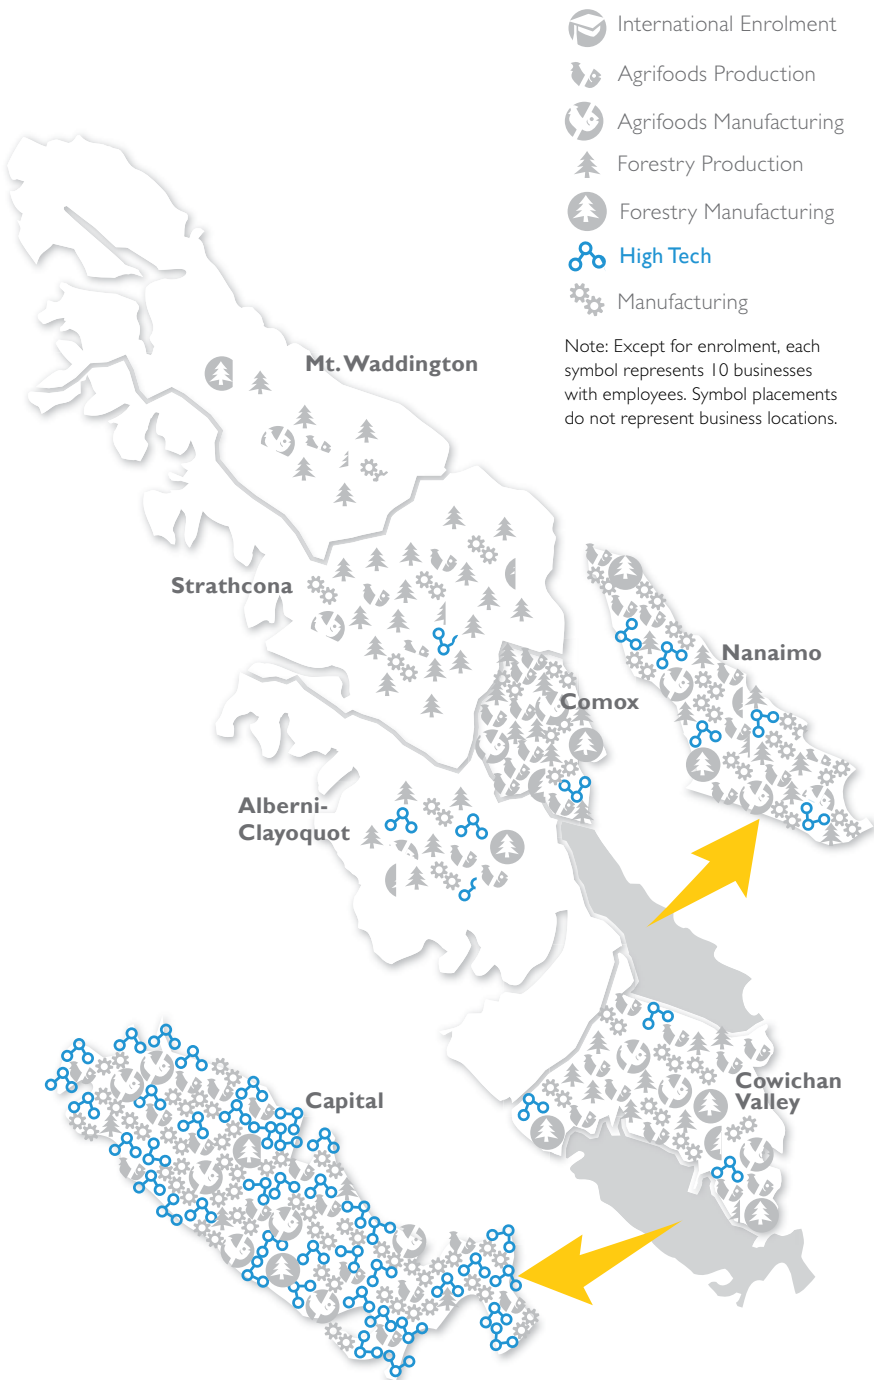 International Enrolment
Agrifoods Production
Agrifoods Manufacturing
Forestry Production
Forestry Manufacturing
High Tech
Manufacturing
Note: Except for enrolment, each
symbol represents 10 businesses
with employees. Symbol placements
do not represent business locations.
Mt. Waddington
Strathcona
Nanaimo
Comox
Alberni-
Clayoquot
Cowichan
Valley
Capital